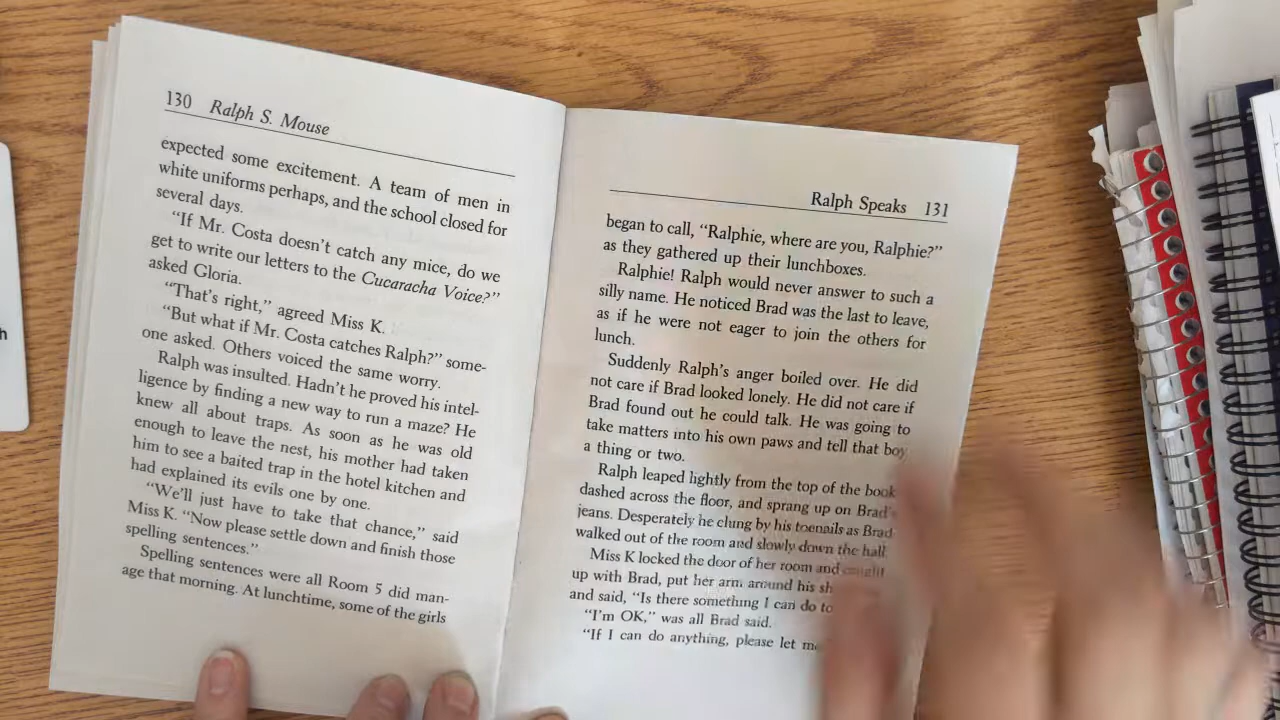 130 Ralph S. Mouse
expected some excitement. A team of men in
white uniforms perhaps, and the school closed for
several days.
"If Mr. Costa doesn't catch any mice, do we
get to write our letters to the Cucaracha Voice?"
asked Gloria.
"That's right," agreed Miss K.
"But what if Mr. Costa catches Ralph?" some-
one asked. Others voiced the same worry.
Ralph was insulted. Hadn't he proved his intel-
ligence by finding a new way to run a maze? He
knew all about traps. As soon as he was old
enough to leave the nest, his mother had taken
him to see a baited trap in the hotel kitchen and
had explained its evils one by one.
"We'll just have to take that chance," said
Miss K. "Now please settle down and finish those
spelling sentences."
Spelling sentences were all Room 5 did man-
age that morning. At lunchtime, some of the girls
Ralph Speaks 131
began to call, "Ralphie, where are you, Ralphie?"
as they gathered up their lunchboxes.
Ralphie! Ralph would never answer to such a
silly name. He noticed Brad was the last to leave,
as if he were not eager to join the others for
lunch.
Suddenly Ralph's anger boiled over. He did
not care if Brad looked lonely. He did not care if
Brad found out he could talk. He was going to
take matters into his own paws and tell that boy
a thing or two.
Ralph leaped lightly from the top of the book
dashed across the floor, and sprang up on Brad's
jeans. Desperately he clung by his toenails as Brad
walked out of the room and slowly down the hall
Miss K locked the door of her room and caught
up with Brad, put her arm around his
and said, "Is there something I can do
"I'm OK," was all Brad said.
"If I can do anything, please let
h